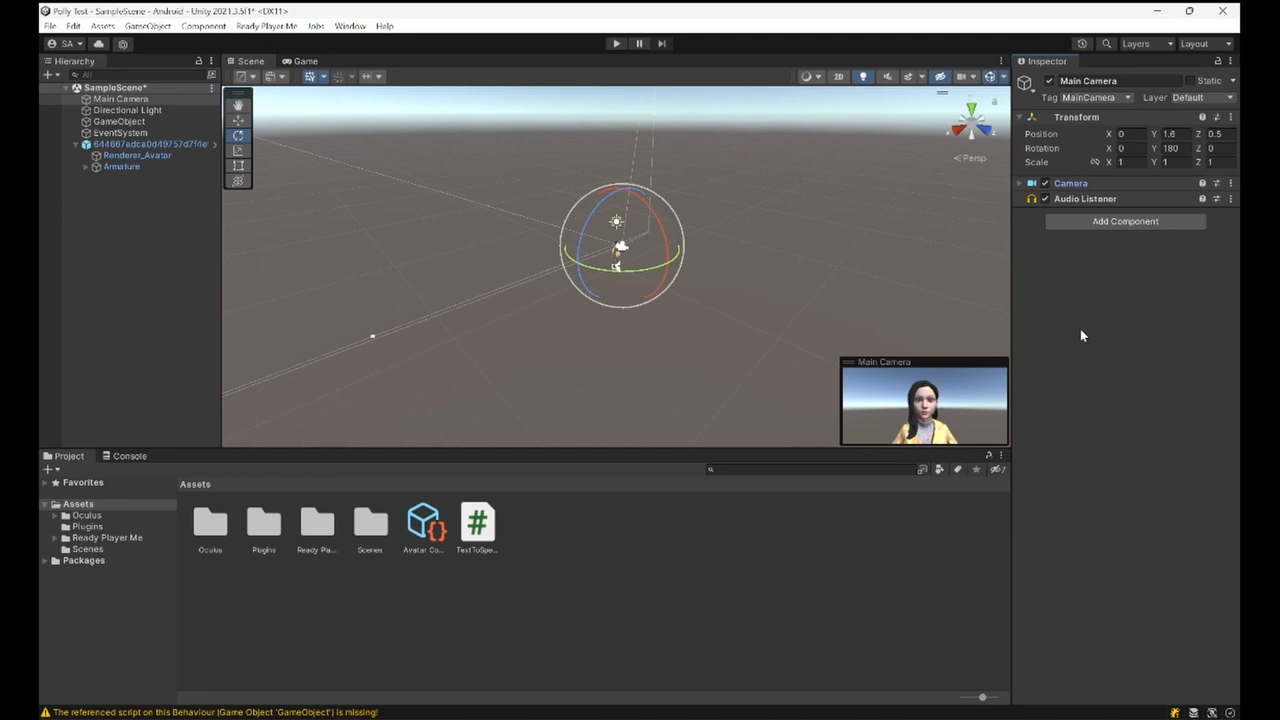 Polly Test - SampleScene - Android - Unity 2021.3.5f1* <DX11>
File Edit Assets GameObject Component Ready Player Me Jobs Window Help
SA Layers Layout
Hierarchy
All
SampleScene*
Main Camera
Directional Light
GameObject
EventSystem
644667adca0d49757d7f4e
Renderer_Avatar
Armature
Scene Game
2D
Persp
Main Camera
Inspector
Main Camera Static
Tag MainCamera Layer Default
Transform
Position X 0 Y 1.6 Z 0.5
Rotation X 0 Y 180 Z 0
Scale X 1 Y 1 Z 1
Camera
Audio Listener
Add Component
Project Console
Favorites
Assets
Oculus
Plugins
Ready Player Me
Scenes
Packages
Assets
Oculus Plugins Ready Pla... Scenes Avatar Co... TextToSpe...
The referenced script on this Behaviour (Game Object 'GameObject') is missing!